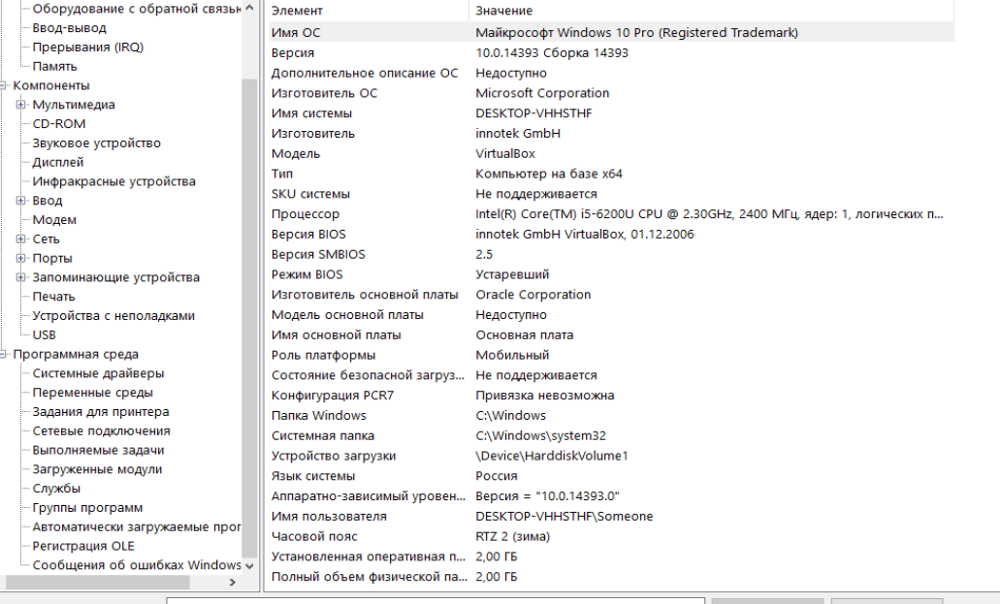 Оборудование с обратной связьк
Ввод-вывод
Прерывания (IRQ)
Память
Компоненты
Мультимедиа
CD-ROM
Звуковое устройство
Дисплей
Инфракрасные устройства
Ввод
Модем
Сеть
Порты
Запоминающие устройства
Печать
Устройства с неполадками
USB
Программная среда
Системные драйверы
Переменные среды
Задания для принтера
Сетевые подключения
Выполняемые задачи
Загруженные модули
Службы
Группы программ
Автоматически загружаемые прог
Регистрация OLE
Сообщения об ошибках Windows
Элемент Значение
Имя ОС Майкрософт Windows 10 Pro (Registered Trademark)
Версия 10.0.14393 Сборка 14393
Дополнительное описание ОС Недоступно
Изготовитель ОС Microsoft Corporation
Имя системы DESKTOP-VHHSTHF
Изготовитель innotek GmbH
Модель VirtualBox
Тип Компьютер на базе x64
SKU системы Не поддерживается
Процессор Intel(R) Core(TM) i5-6200U CPU @ 2.30GHz, 2400 МГц, ядер: 1, логических п...
Версия BIOS innotek GmbH VirtualBox, 01.12.2006
Версия SMBIOS 2.5
Режим BIOS Устаревший
Изготовитель основной платы Oracle Corporation
Модель основной платы Недоступно
Имя основной платы Основная плата
Роль платформы Мобильный
Состояние безопасной загруз... Не поддерживается
Конфигурация PCR7 Привязка невозможна
Папка Windows C:\Windows
Системная папка C:\Windows\system32
Устройство загрузки \Device\HarddiskVolume1
Язык системы Россия
Аппаратно-зависимый уровен... Версия = "10.0.14393.0"
Имя пользователя DESKTOP-VHHSTHF\Someone
Часовой пояс RTZ 2 (зима)
Установленная оперативная п... 2,00 ГБ
Полный объем физической па... 2,00 ГБ